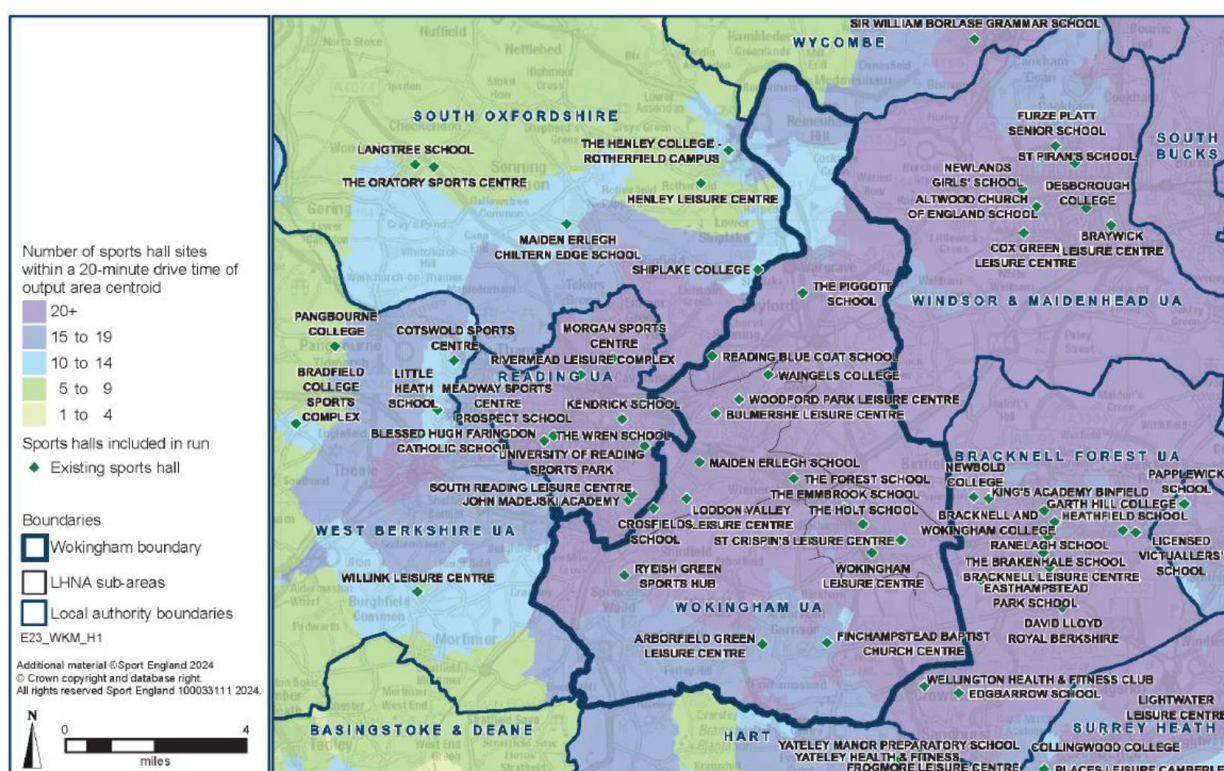 Number of sports hall sites
within a 20-minute drive time of
output area centroid
20+
15 to 19
10 to 14
5 to 9
1 to 4
Sports halls included in run
Existing sports hall
Boundaries
Wokingham boundary
LHNA sub-areas
Local authority boundaries
E23_WKM_H1
Additional material ©Sport England 2024
© Crown copyright and database right.
All rights reserved Sport England 100033111 2024.
N
0 4
miles
SIR WILLIAM BORLASE GRAMMAR SCHOOL
WYCOMBE
SOUTH OXFORDSHIRE
LANGTREE SCHOOL
THE ORATORY SPORTS CENTRE
THE HENLEY COLLEGE -
ROTHERFIELD CAMPUS
HENLEY LEISURE CENTRE
MAIDEN ERLEGH
CHILTERN EDGE SCHOOL
SHIPLAKE COLLEGE
THE PIGGOTT
SCHOOL
FURZE PLATT
SENIOR SCHOOL
ST PIRAN'S SCHOOL
SOUTH
BUCKS
NEWLANDS
GIRLS' SCHOOL
DESBOROUGH
COLLEGE
ALTWOOD CHURCH
OF ENGLAND SCHOOL
COX GREEN
LEISURE CENTRE
BRAYWICK
LEISURE CENTRE
WINDSOR & MAIDENHEAD UA
PANGBOURNE
COLLEGE
BRADFIELD
COLLEGE
SPORTS
COMPLEX
COTSWOLD SPORTS
CENTRE
LITTLE
HEATH
SCHOOL
MORGAN SPORTS
CENTRE
RIVERMEAD LEISURE COMPLEX
READING UA
MEADWAY SPORTS
CENTRE
KENDRICK SCHOOL
PROSPECT SCHOOL
BLESSED HUGH FARINGDON
CATHOLIC SCHOOL
THE WREN SCHOOL
UNIVERSITY OF READING
SPORTS PARK
SOUTH READING LEISURE CENTRE
JOHN MADEJSKI ACADEMY
CROSFIELDS
SCHOOL
READING BLUE COAT SCHOOL
WAINGELS COLLEGE
WOODFORD PARK LEISURE CENTRE
BULMERSHE LEISURE CENTRE
MAIDEN ERLEGH SCHOOL
THE FOREST SCHOOL
THE EMMBROOK SCHOOL
LODDON VALLEY
LEISURE CENTRE
THE HOLT SCHOOL
ST CRISPIN'S LEISURE CENTRE
WOKINGHAM
LEISURE CENTRE
BRACKNELL FOREST UA
NEWBOLD
COLLEGE
PAPPLEWICK
SCHOOL
KING'S ACADEMY BINFIELD
GARTH HILL COLLEGE
BRACKNELL AND
WOKINGHAM COLLEGE
HEATHFIELD SCHOOL
RANELAGH SCHOOL
LICENSED
VICTUALLERS'
SCHOOL
THE BRAKENHALE SCHOOL
BRACKNELL LEISURE CENTRE
EASTHAMPSTEAD
PARK SCHOOL
DAVID LLOYD
ROYAL BERKSHIRE
WEST BERKSHIRE UA
WILLINK LEISURE CENTRE
RYEISH GREEN
SPORTS HUB
WOKINGHAM UA
ARBORFIELD GREEN
LEISURE CENTRE
FINCHAMPSTEAD BAPTIST
CHURCH CENTRE
WELLINGTON HEALTH & FITNESS CLUB
EDGBARROW SCHOOL
LIGHTWATER
LEISURE CENTRE
SURREY HEATH
BASINGSTOKE & DEANE
HART
YATELEY MANOR PREPARATORY SCHOOL
YATELEY HEALTH & FITNESS
FROGMORE LEISURE CENTRE
COLLINGWOOD COLLEGE
PLACES LEISURE CAMBERLEY